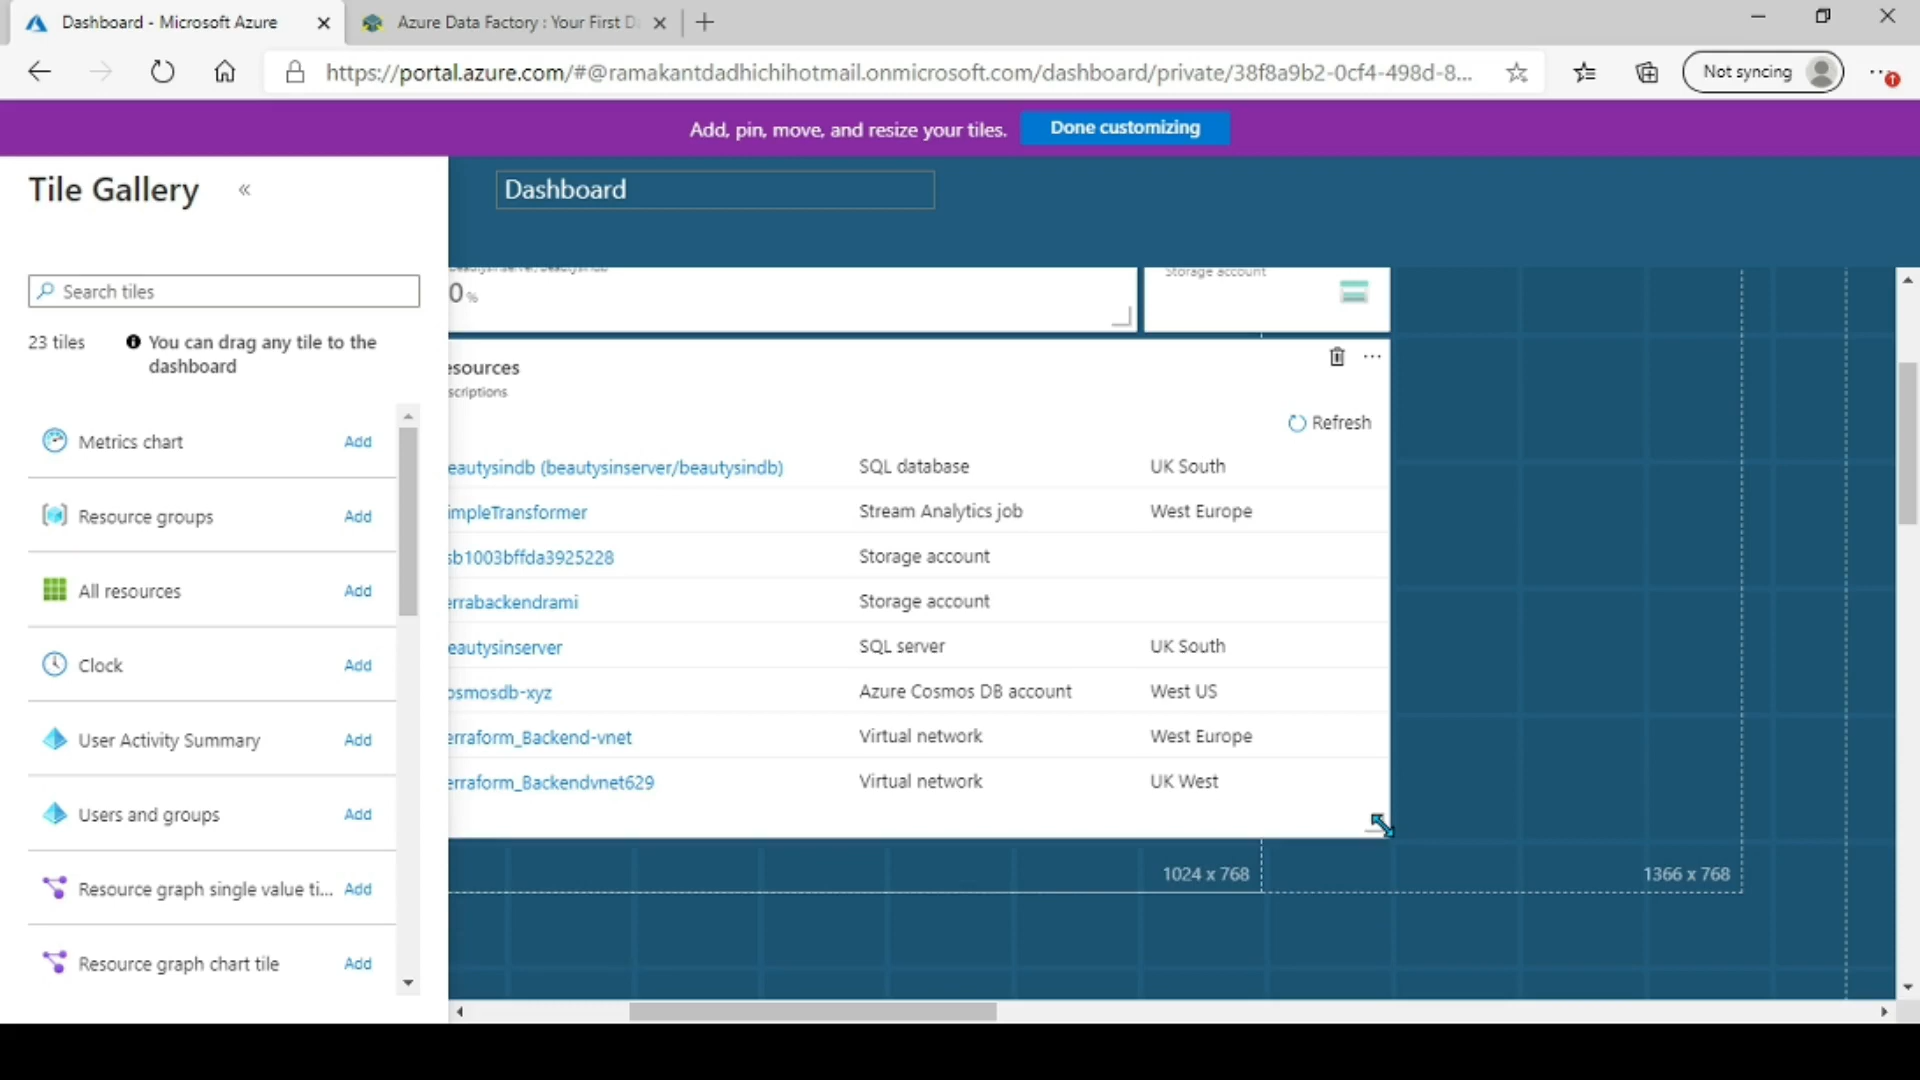 Dashboard - Microsoft Azure
Azure Data Factory : Your First D
https://portal.azure.com/#@ramakantdadhichihotmail.onmicrosoft.com/dashboard/private/38f8a9b2-0cf4-498d-8...
Not syncing
Add, pin, move, and resize your tiles.
Done customizing
Tile Gallery
Dashboard
Search tiles
23 tiles
You can drag any tile to the
dashboard
Metrics chart Add
Resource groups Add
All resources Add
Clock Add
User Activity Summary Add
Users and groups Add
Resource graph single value ti... Add
Resource graph chart tile Add
0 %
Storage account
esources
scriptions
Refresh
eautysindb (beautysinserver/beautysindb) SQL database UK South
impleTransformer Stream Analytics job West Europe
sb1003bffda3925228 Storage account
errabackendrami Storage account
eautysinserver SQL server UK South
osmosdb-xyz Azure Cosmos DB account West US
erraform_Backend-vnet Virtual network West Europe
erraform_Backendvnet629 Virtual network UK West
1024 x 768
1366 x 768